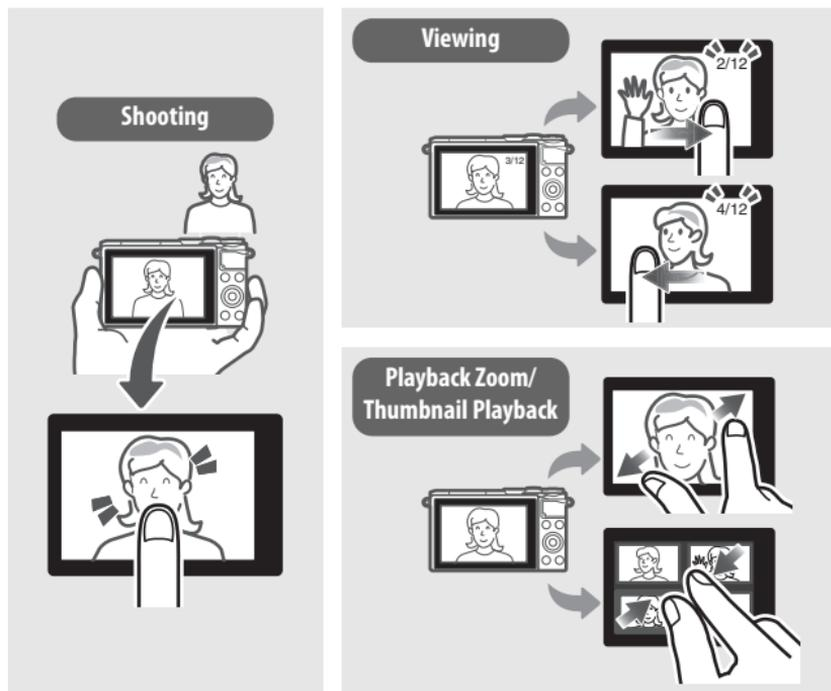 Shooting
Viewing
2/12
3/12
4/12
Playback Zoom/
Thumbnail Playback